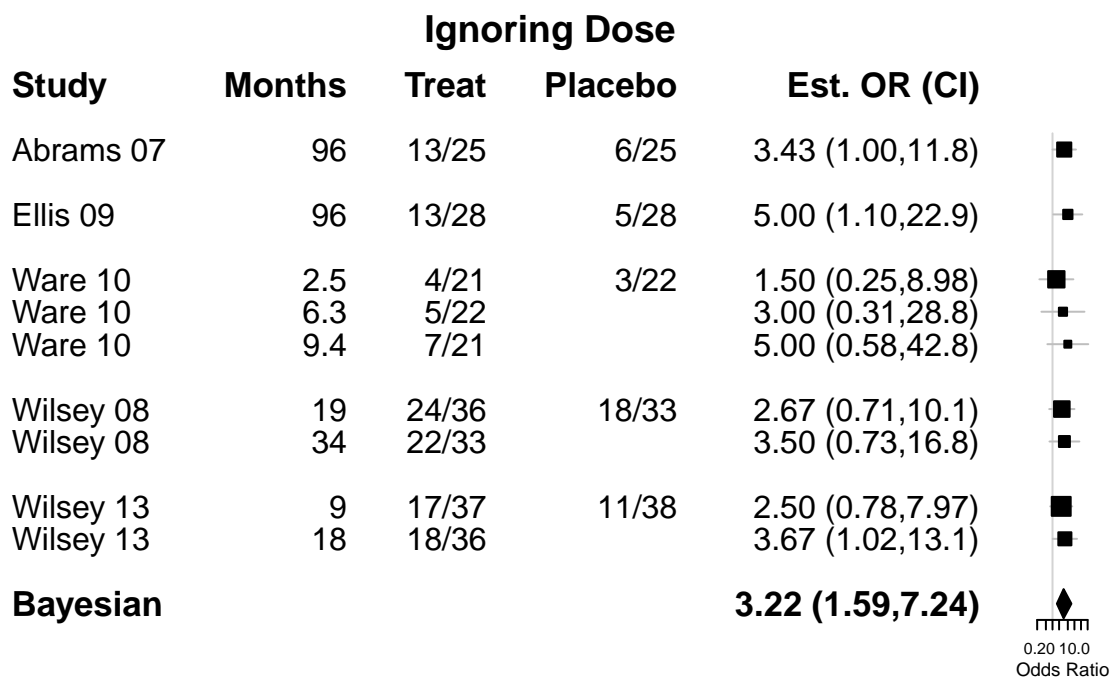 Ignoring Dose
Study Months Treat Placebo Est. OR (CI)
Abrams 07 96 13/25 6/25 3.43 (1.00,11.8)
Ellis 09 96 13/28 5/28 5.00 (1.10,22.9)
Ware 10 2.5 4/21 3/22 1.50 (0.25,8.98)
Ware 10 6.3 5/22 3.00 (0.31,28.8)
Ware 10 9.4 7/21 5.00 (0.58,42.8)
Wilsey 08 19 24/36 18/33 2.67 (0.71,10.1)
Wilsey 08 34 22/33 3.50 (0.73,16.8)
Wilsey 13 9 17/37 11/38 2.50 (0.78,7.97)
Wilsey 13 18 18/36 3.67 (1.02,13.1)
Bayesian 3.22 (1.59,7.24)
0.20 10.0
Odds Ratio